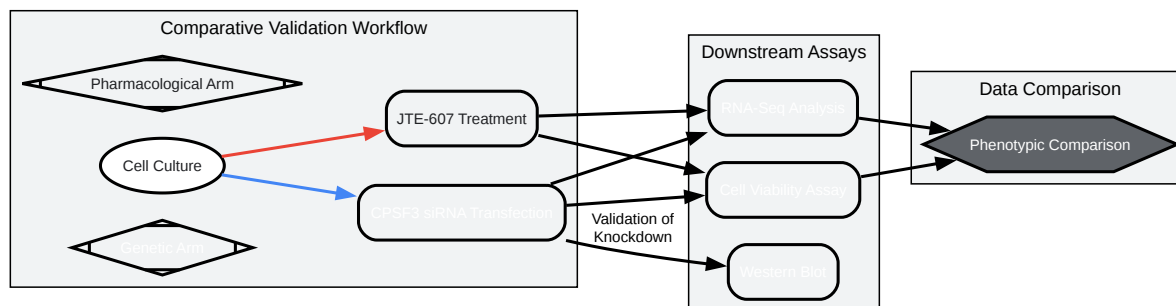 Comparative Validation Workflow
Pharmacological Arm
Cell Culture
Genetic Arm
JTE-607 Treatment
CPSF3 siRNA Transfection
Validation of
Knockdown
Downstream Assays
RNA-Seq Analysis
Cell Viability Assay
Western Blot
Data Comparison
Phenotypic Comparison